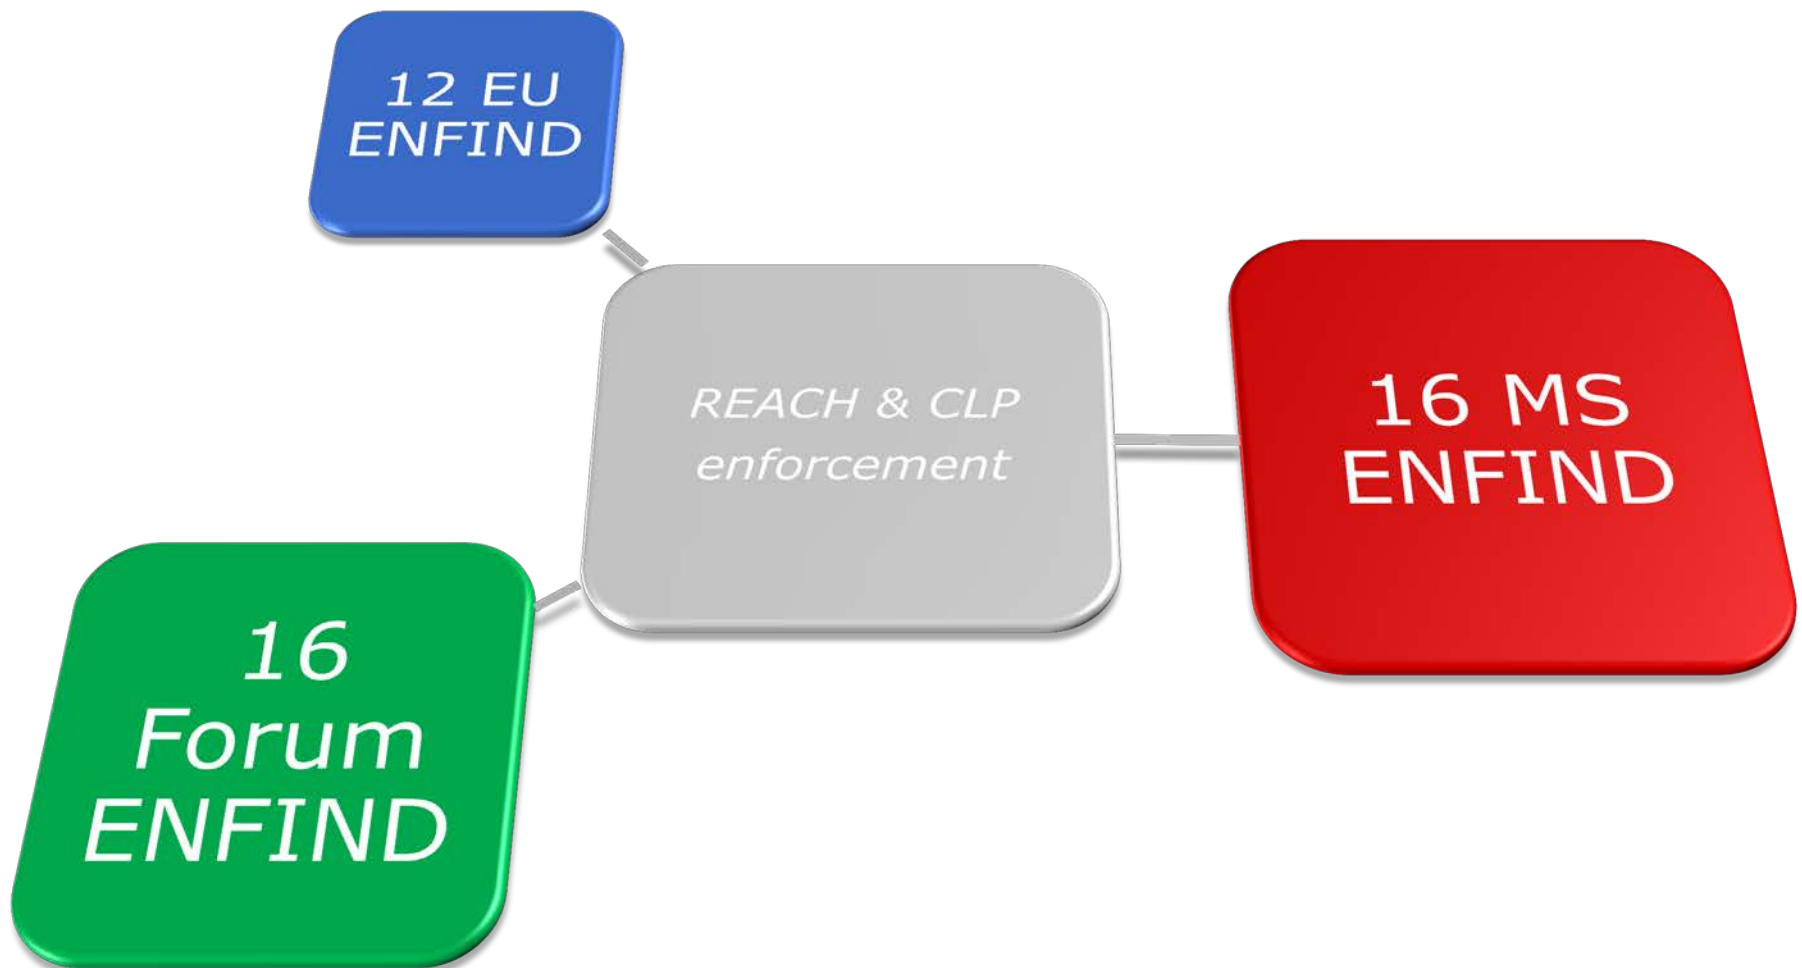 12 EU
ENFIND
REACH & CLP
enforcement
16 MS
ENFIND
16
Forum
ENFIND